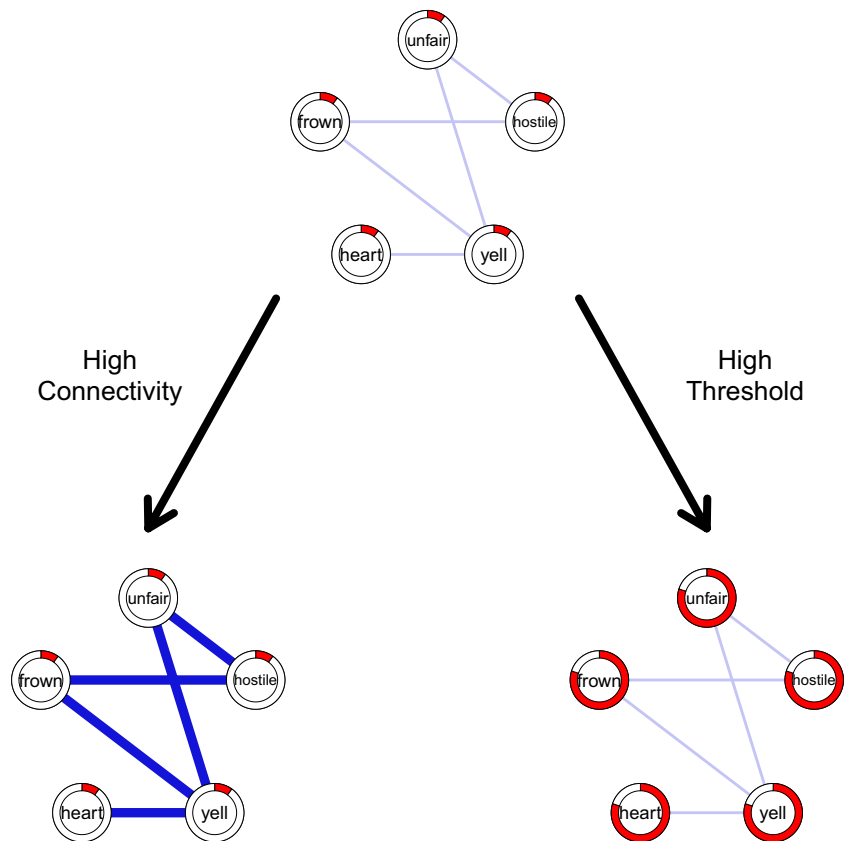 unfair
frown
hostile
heart
yell
High
Connectivity
High
Threshold
unfair
frown
hostile
heart
yell
unfair
frown
hostile
heart
yell